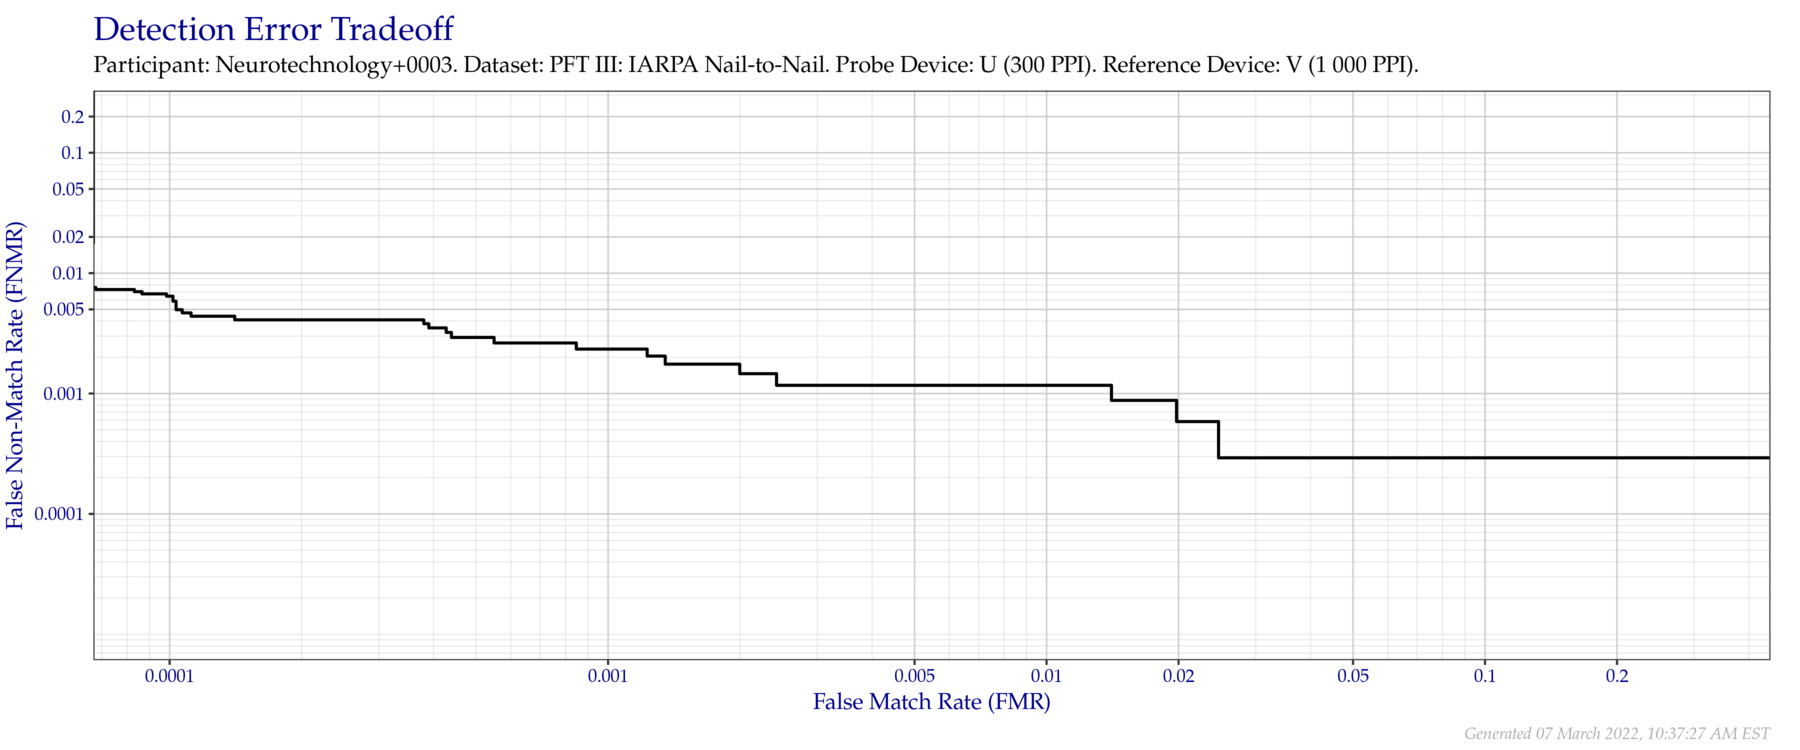 Detection Error Tradeoff
Participant: Neurotechnology+0003. Dataset: PFT III: IARPA Nail-to-Nail. Probe Device: U (300 PPI). Reference Device: V (1 000 PPI).
False Non-Match Rate (FNMR)
0.2
0.1
0.05
0.02
0.01
0.005
0.001
0.0001
0.0001 0.001 0.005 0.01 0.02 0.05 0.1 0.2
False Match Rate (FMR)
Generated 07 March 2022, 10:37:27 AM EST